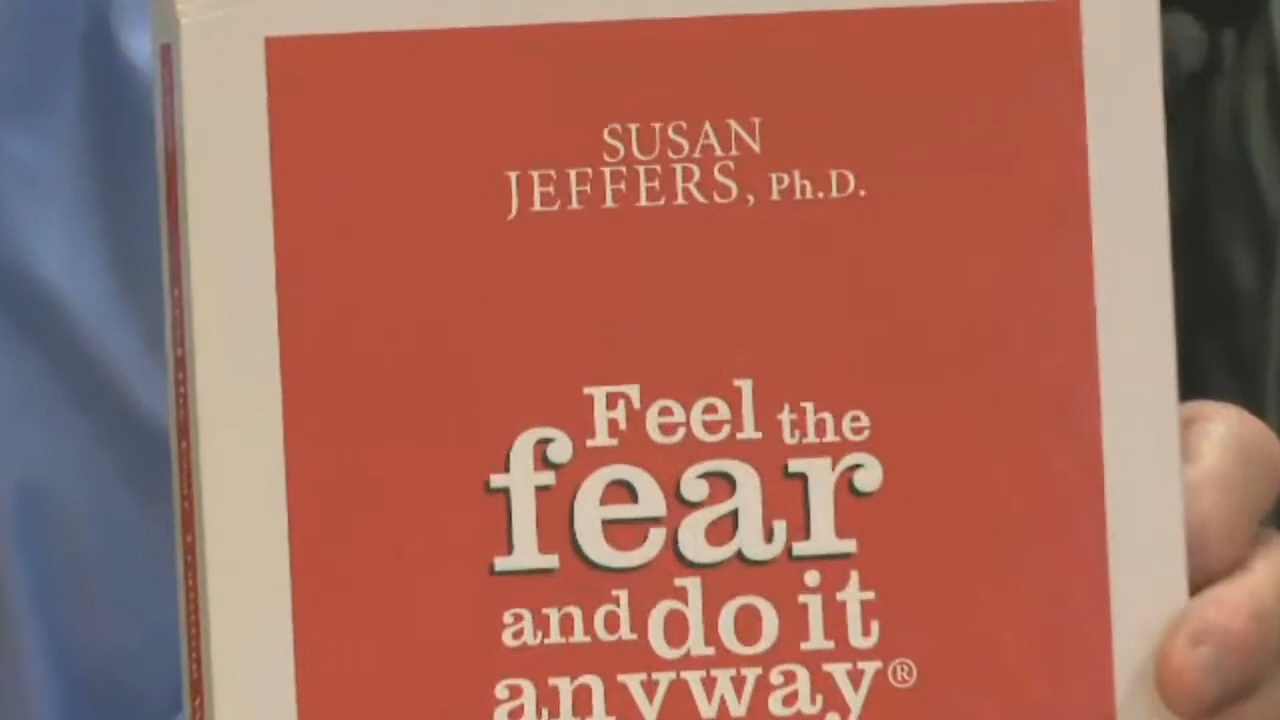 SUSAN
JEFFERS, Ph.D.
Feel the
fear
and do it
anyway®